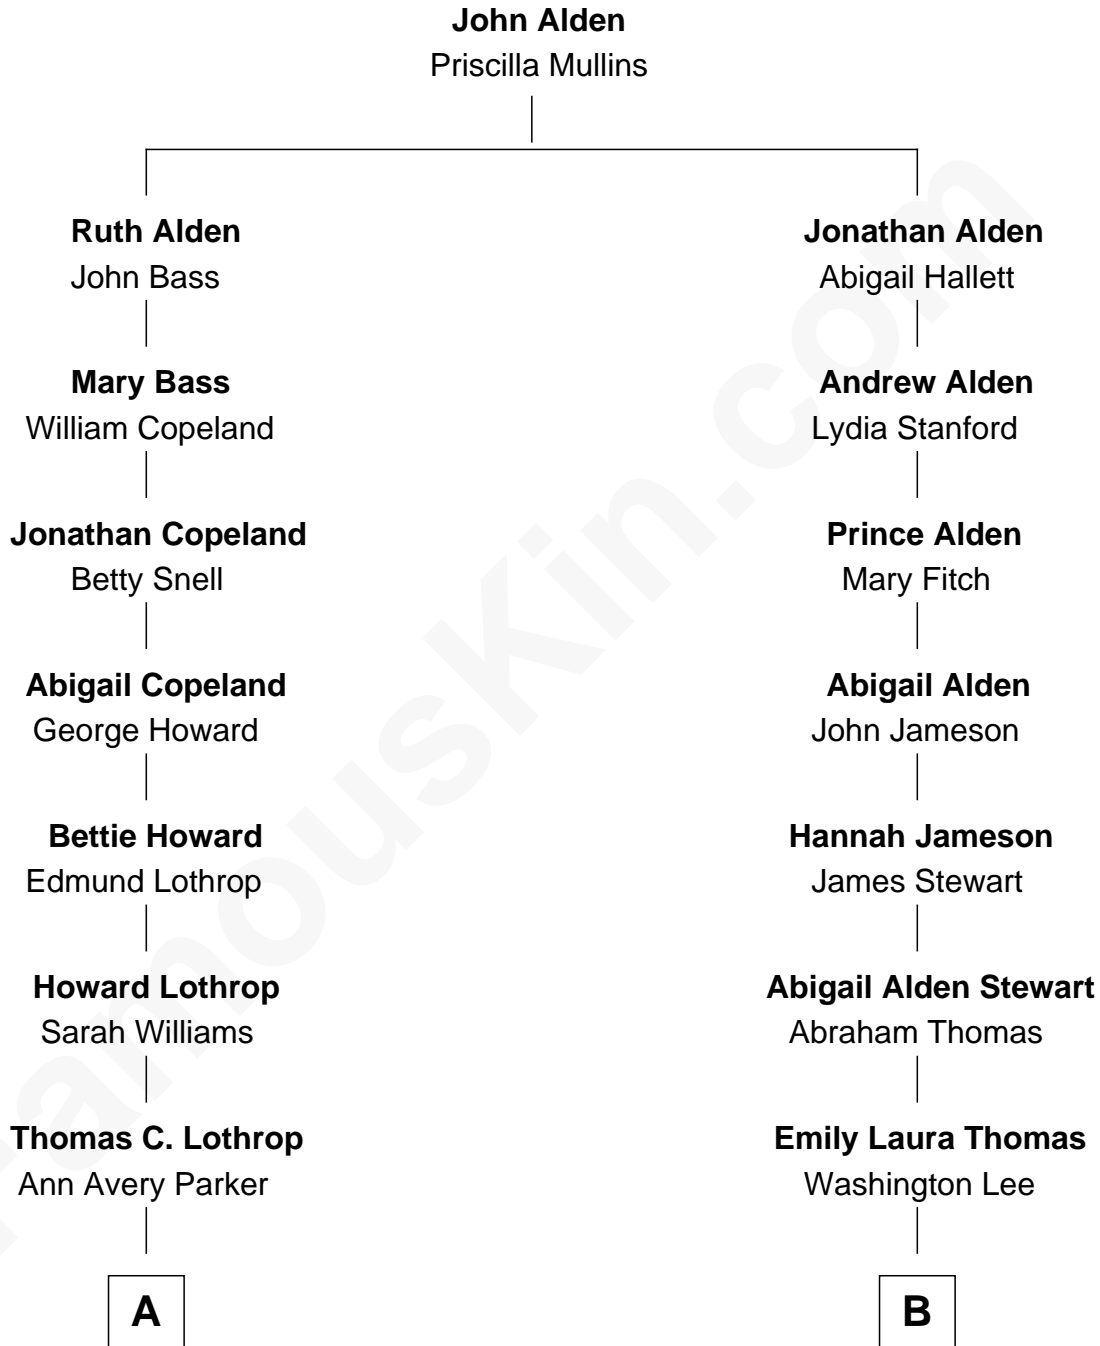 John Alden
Priscilla Mullins
Ruth Alden
John Bass
Jonathan Alden
Abigail Hallett
Mary Bass
William Copeland
Andrew Alden
Lydia Stanford
Jonathan Copeland
Betty Snell
Prince Alden
Mary Fitch
Abigail Copeland
George Howard
Abigail Alden
John Jameson
Bettie Howard
Edmund Lothrop
Hannah Jameson
James Stewart
Howard Lothrop
Sarah Williams
Abigail Alden Stewart
Abraham Thomas
Thomas C. Lothrop
Ann Avery Parker
Emily Laura Thomas
Washington Lee
A
B
FamousKin.com